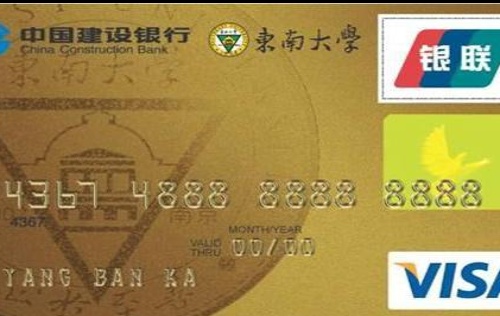 中国建设银行
China Construction Bank
東南大學
银联
4367 4888 8888 8888
4367
南京
MONTH/YEAR
VALID THRU 00/00
YANG BAN KA
VISA